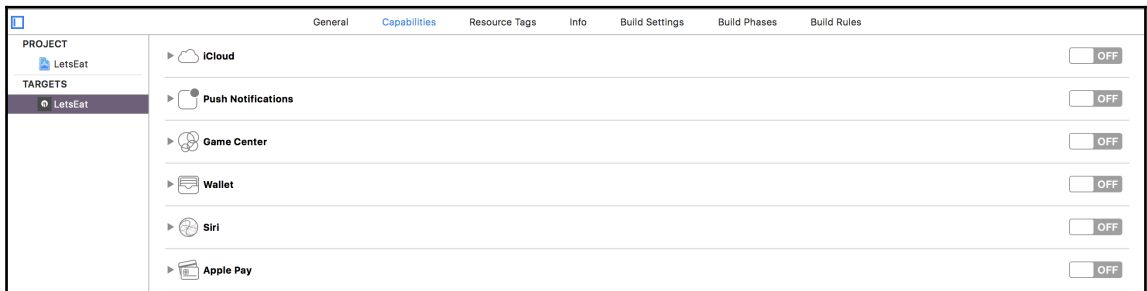 General Capabilities Resource Tags Info Build Settings Build Phases Build Rules
PROJECT
LetsEat
TARGETS
LetsEat
iCloud OFF
Push Notifications OFF
Game Center OFF
Wallet OFF
Siri OFF
Apple Pay OFF